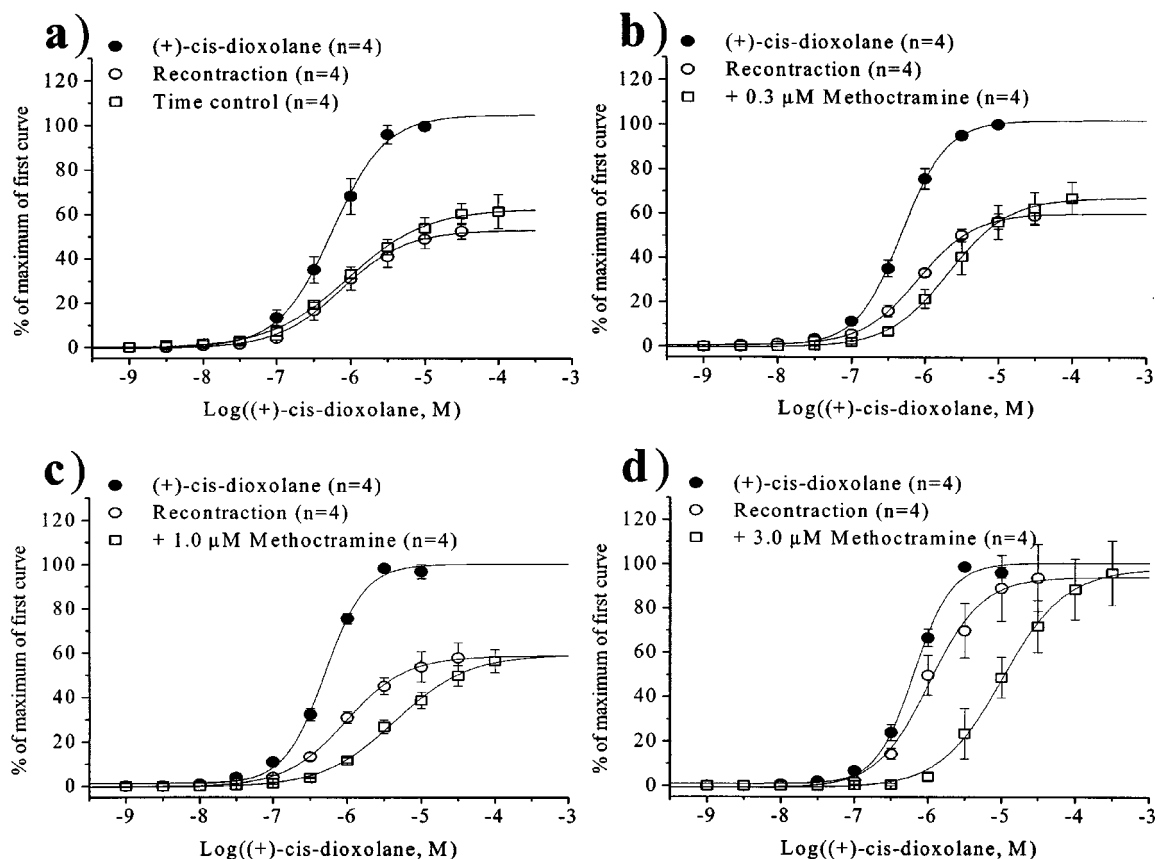 a)
(+)-cis-dioxolane (n=4)
Recontraction (n=4)
Time control (n=4)
120
100
80
60
40
20
0
% of maximum of first curve
-9 -8 -7 -6 -5 -4 -3
Log((+)-cis-dioxolane, M)
b)
(+)-cis-dioxolane (n=4)
Recontraction (n=4)
+ 0.3 µM Methoctramine (n=4)
120
100
80
60
40
20
0
% of maximum of first curve
-9 -8 -7 -6 -5 -4 -3
Log((+)-cis-dioxolane, M)
c)
(+)-cis-dioxolane (n=4)
Recontraction (n=4)
+ 1.0 µM Methoctramine (n=4)
120
100
80
60
40
20
0
% of maximum of first curve
-9 -8 -7 -6 -5 -4 -3
Log((+)-cis-dioxolane, M)
d)
(+)-cis-dioxolane (n=4)
Recontraction (n=4)
+ 3.0 µM Methoctramine (n=4)
120
100
80
60
40
20
0
% of maximum of first curve
-9 -8 -7 -6 -5 -4 -3
Log((+)-cis-dioxolane, M)